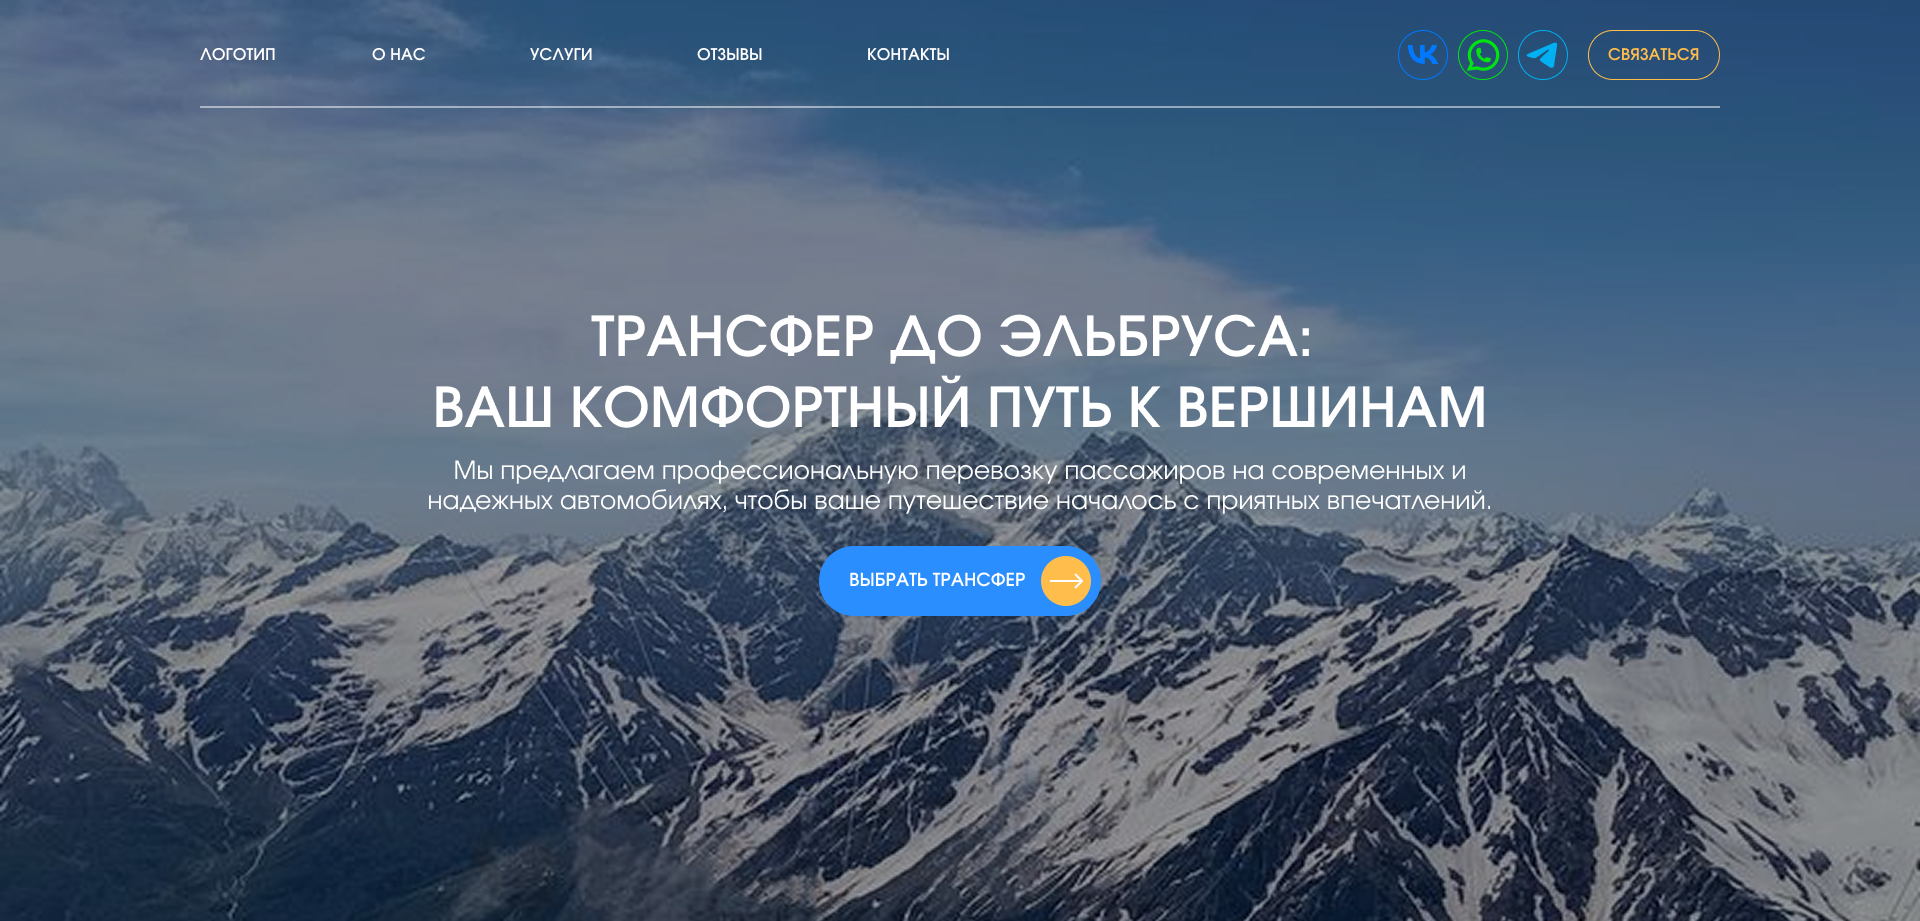 ЛОГОТИП
О НАС
УСЛУГИ
ОТЗЫВЫ
КОНТАКТЫ
СВЯЗАТЬСЯ
ТРАНСФЕР ДО ЭЛЬБРУСА:
ВАШ КОМФОРТНЫЙ ПУТЬ К ВЕРШИНАМ
Мы предлагаем профессиональную перевозку пассажиров на современных и
надежных автомобилях, чтобы ваше путешествие началось с приятных впечатлений.
ВЫБРАТЬ ТРАНСФЕР